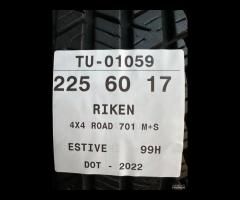 TU-01059
225 60 17
RIKEN
4X4 ROAD 701 M+S
ESTIVE 99H
DOT - 2022